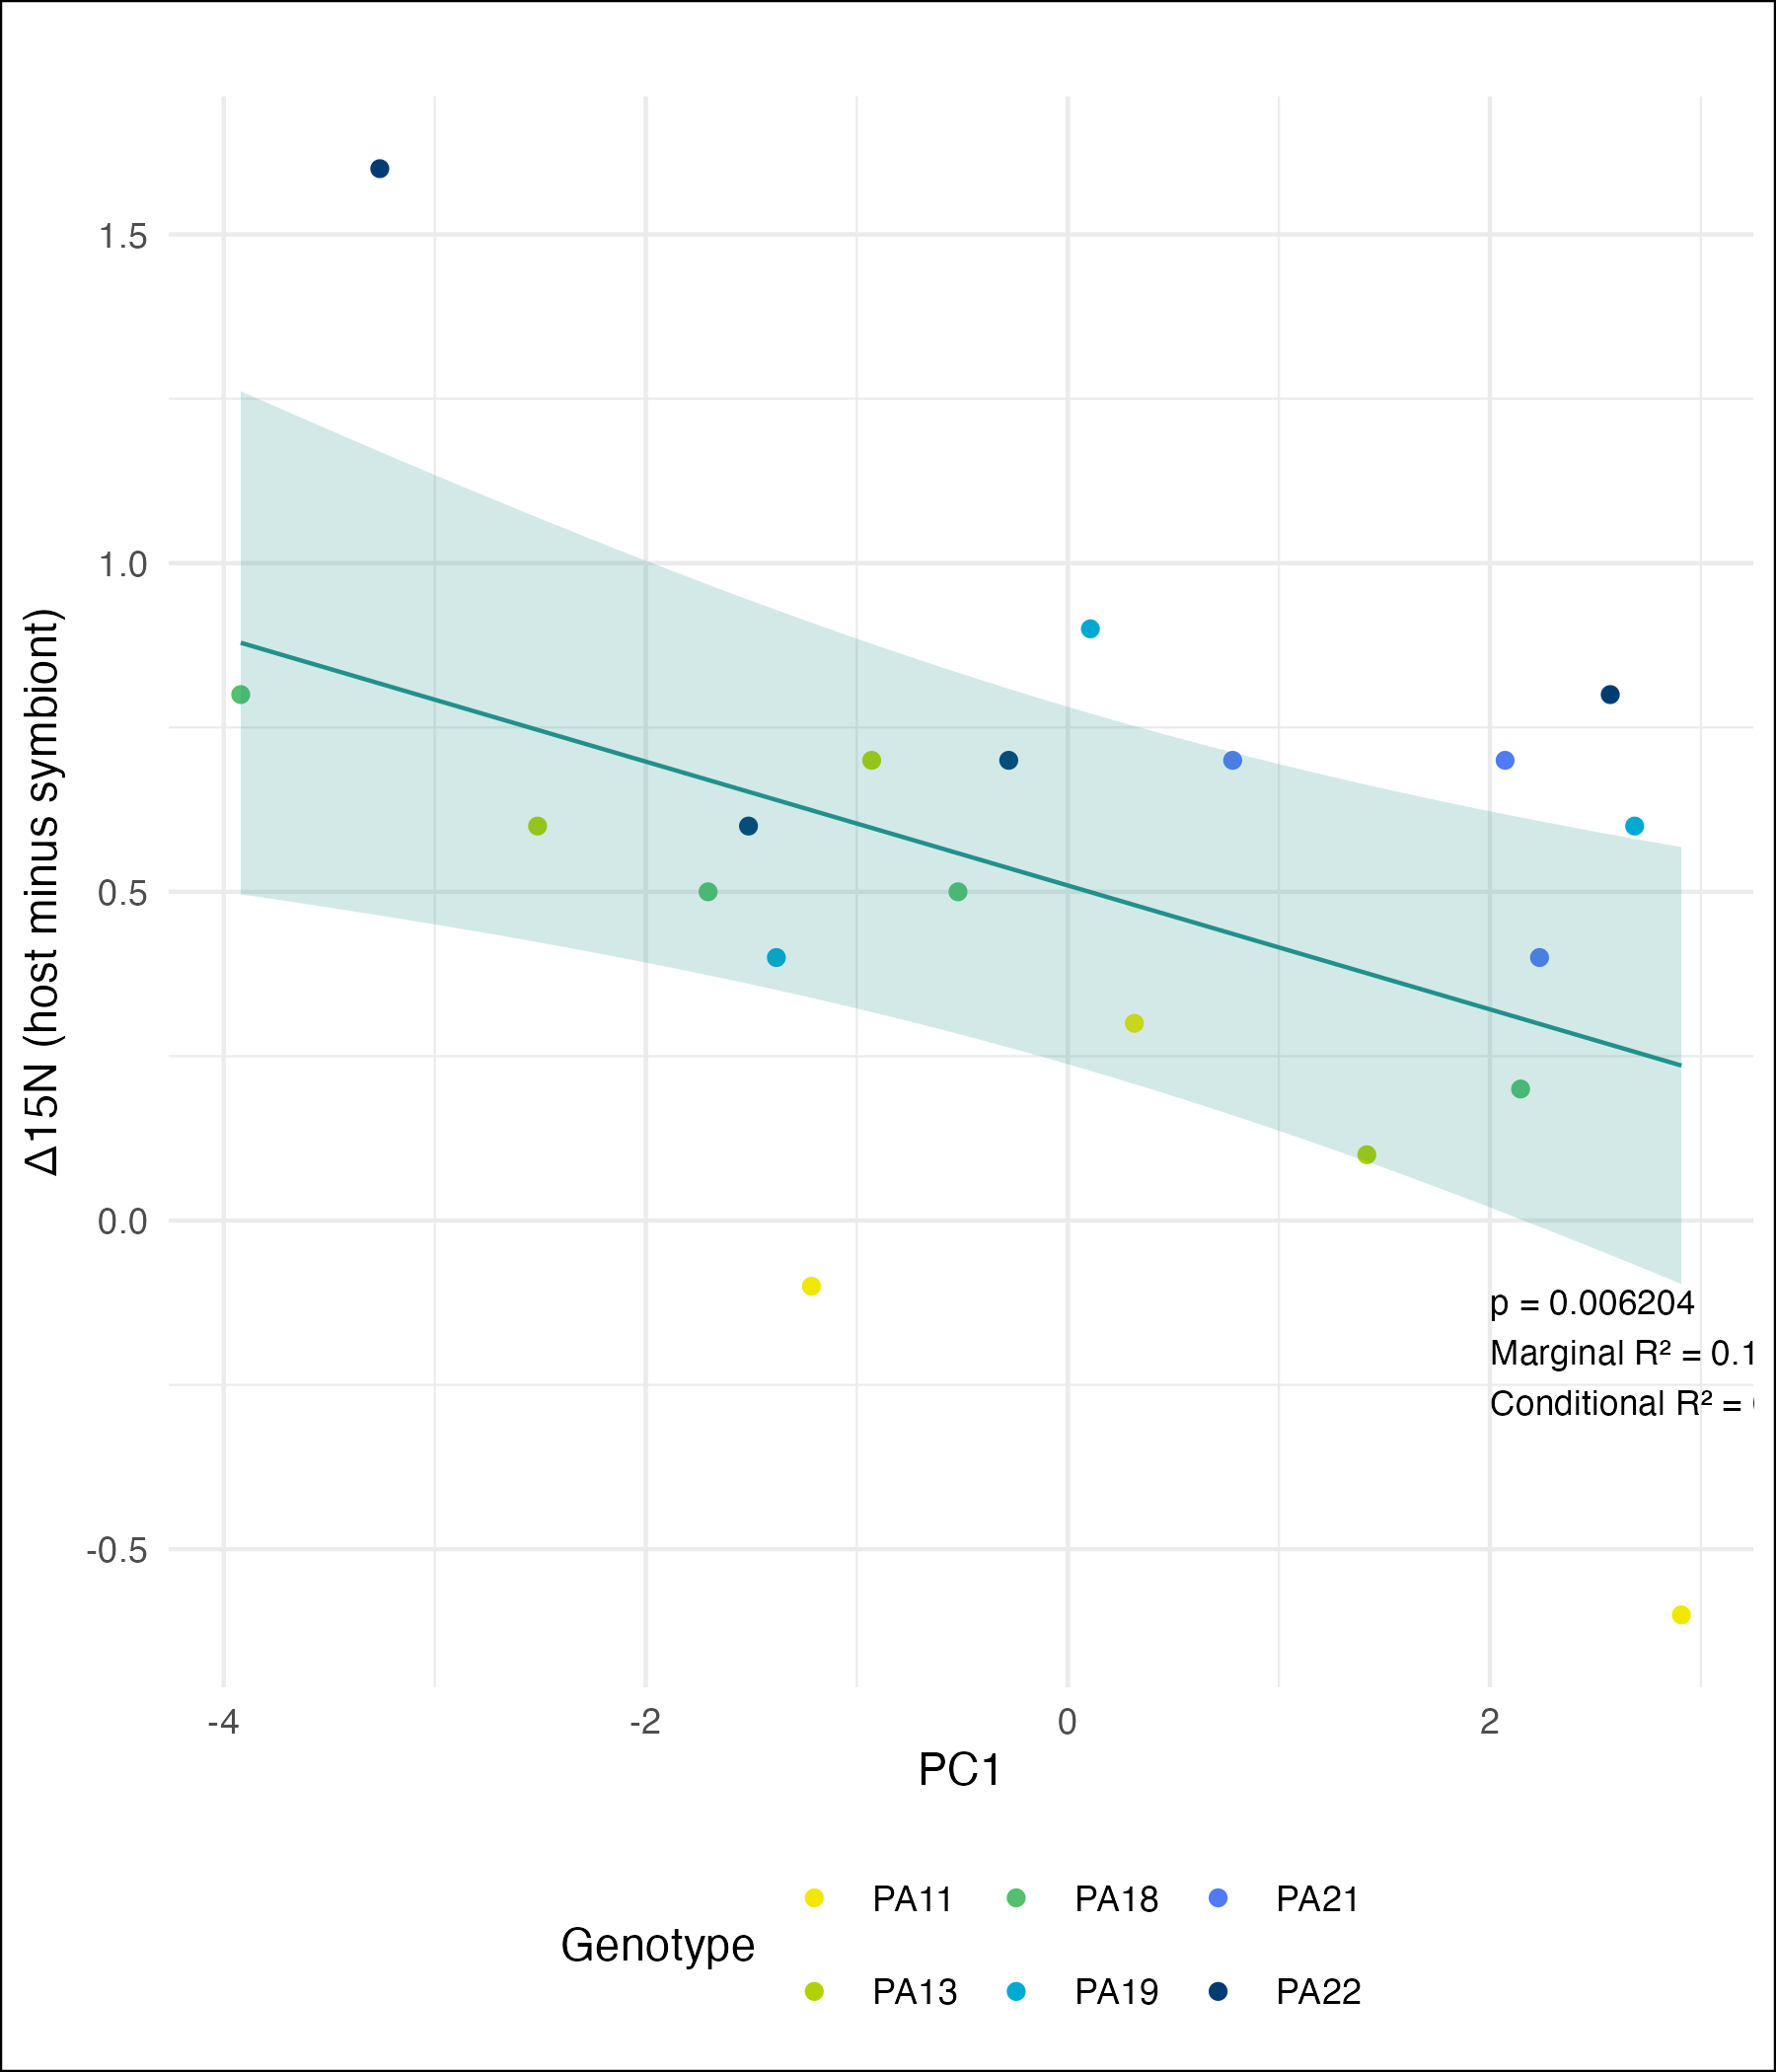 1.5
1.0
0.5
0.0
-0.5
Δ15N (host minus symbiont)
p = 0.006204
Marginal R² = 0.1
Conditional R² =
-4 -2 0 2
PC1
Genotype
PA11 PA18 PA21
PA13 PA19 PA22